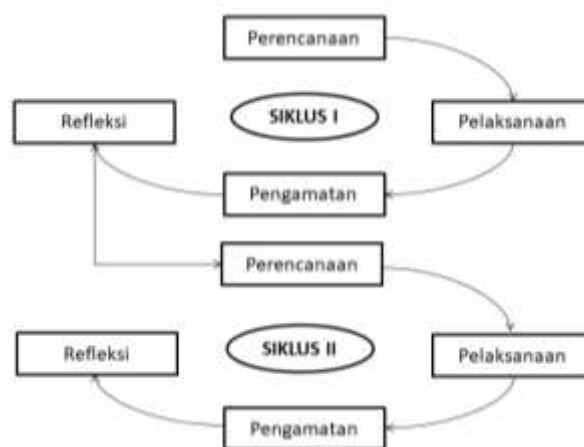 Perencanaan
Refleksi
SIKLUS I
Pelaksanaan
Pengamatan
Perencanaan
Refleksi
SIKLUS II
Pelaksanaan
Pengamatan